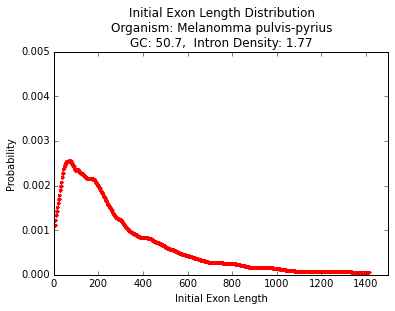 Initial Exon Length Distribution
Organism: Melanomma pulvis-pyrius
GC: 50.7,  Intron Density: 1.77
0.005
0.004
0.003
0.002
0.001
0.000
Probability
0 200 400 600 800 1000 1200 1400
Initial Exon Length